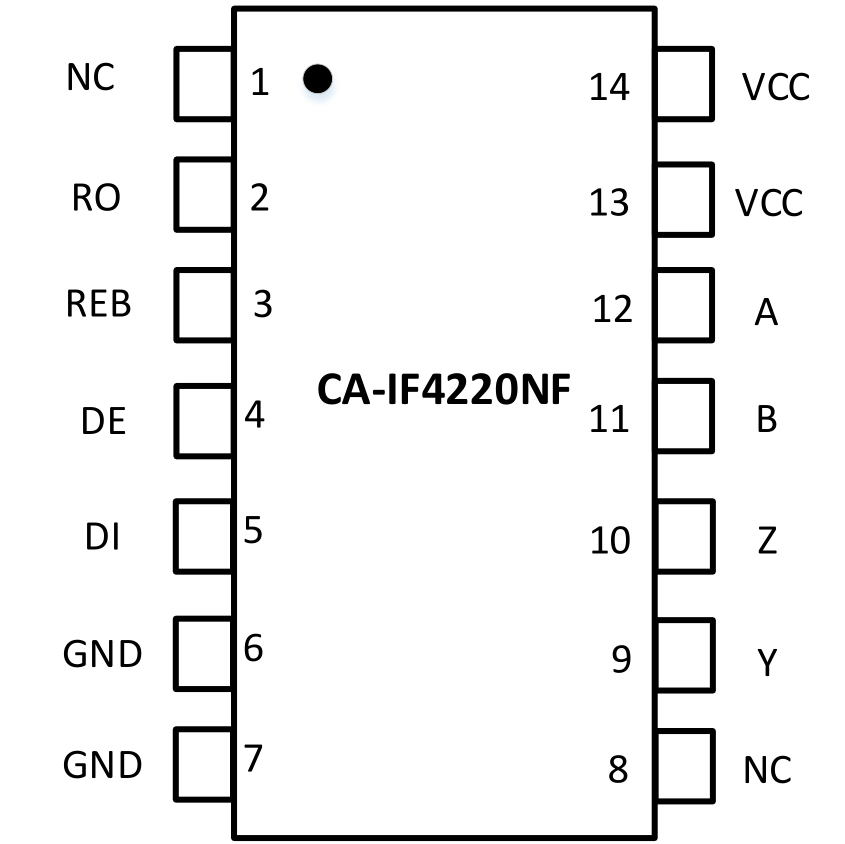 NC 1 14 VCC
RO 2 13 VCC
REB 3 12 A
CA-IF4220NF
DE 4 11 B
DI 5 10 Z
GND 6 9 Y
GND 7 8 NC